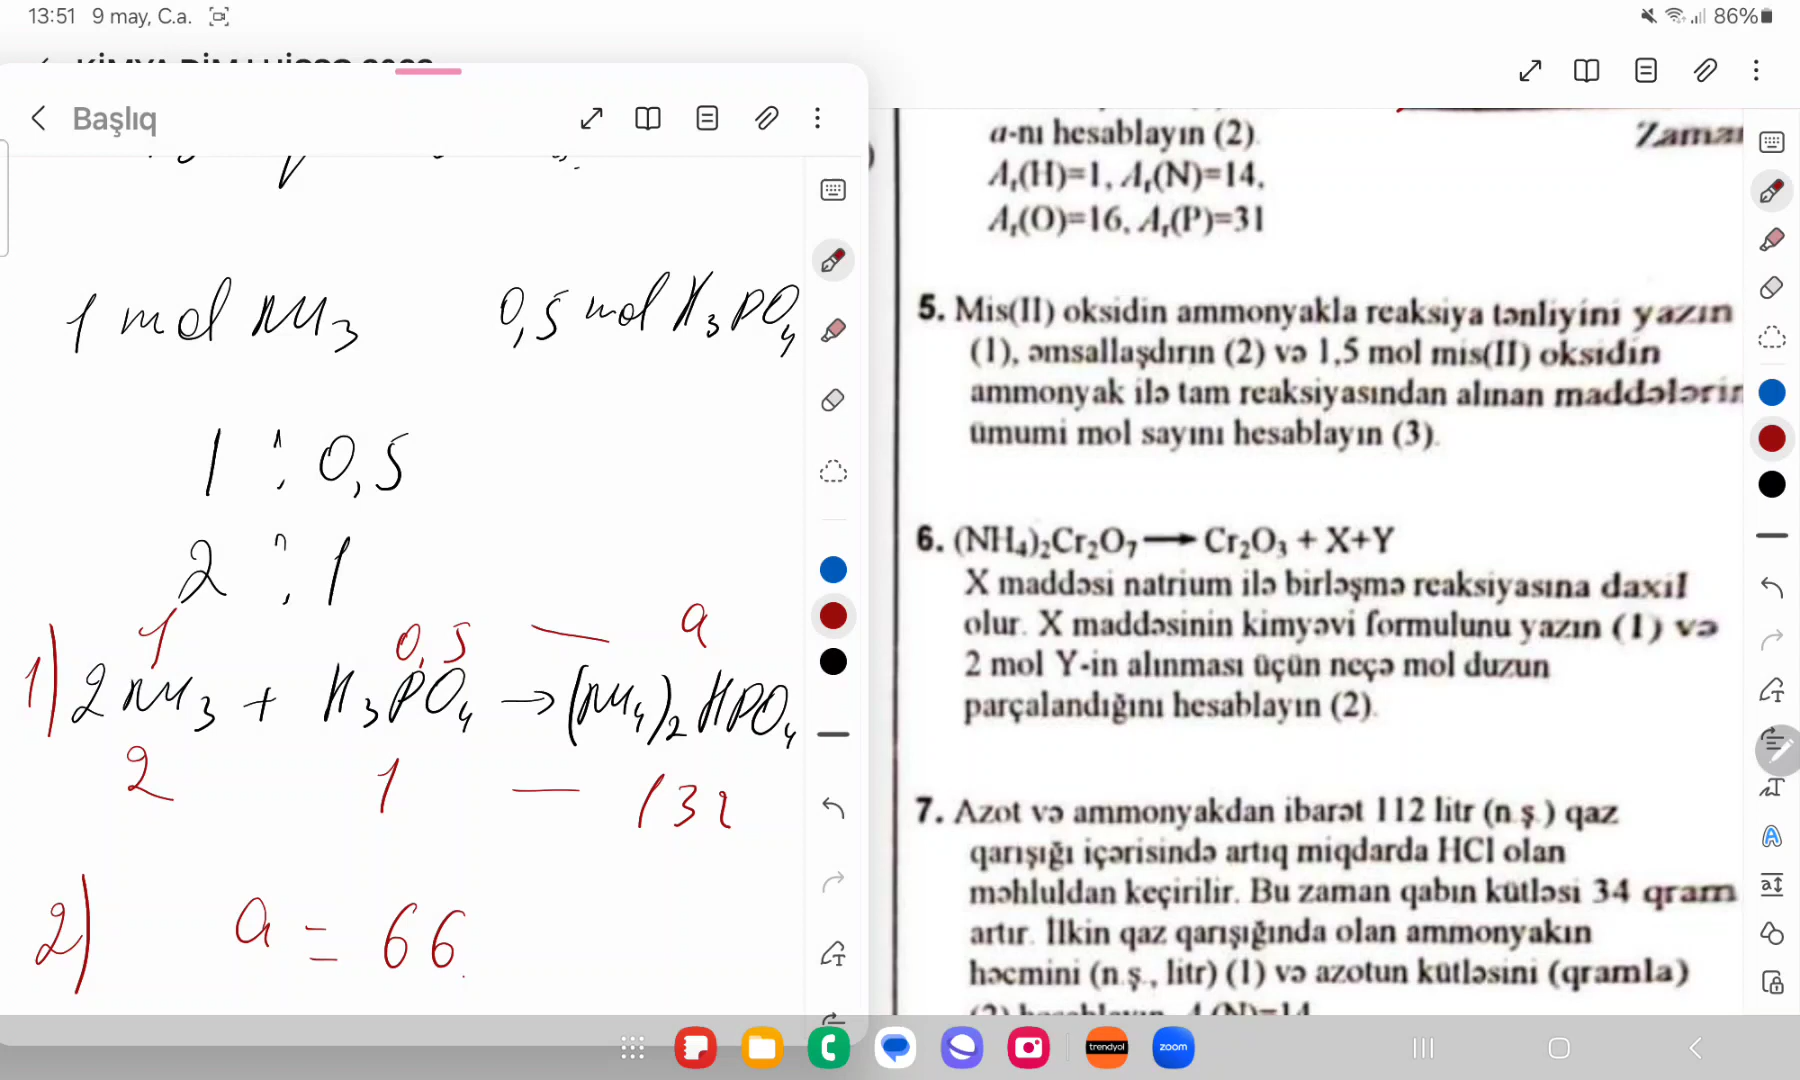 13:51 9 may, C.a. 86%
Başlıq
1 mol NH3 0,5 mol H3PO4
1 : 0,5
2 : 1
1 0,5 — a
1) 2NH3 + H3PO4 → (NH4)2HPO4
2 1 — 132
2) a = 66.
a-nı hesablayın (2).
Ar(H)=1, Ar(N)=14,
Ar(O)=16, Ar(P)=31
5. Mis(II) oksidin ammonyakla reaksiya tənliyini yazın
(1), əmsallaşdırın (2) və 1,5 mol mis(II) oksidin
ammonyak ilə tam reaksiyasından alınan maddələrin
ümumi mol sayını hesablayın (3).
6. (NH4)2Cr2O7 → Cr2O3 + X+Y
X maddəsi natrium ilə birləşmə reaksiyasına daxil
olur. X maddəsinin kimyəvi formulunu yazın (1) və
2 mol Y-in alınması üçün neçə mol duzun
parçalandığını hesablayın (2).
7. Azot və ammonyakdan ibarət 112 litr (n.ş.) qaz
qarışığı içərisində artıq miqdarda HCl olan
məhluldan keçirilir. Bu zaman qabın kütləsi 34 qram
artır. İlkin qaz qarışığında olan ammonyakın
həcmini (n.ş., litr) (1) və azotun kütləsini (qramla)
(2) hesablayın. Ar(N)=14
trendyol
zoom